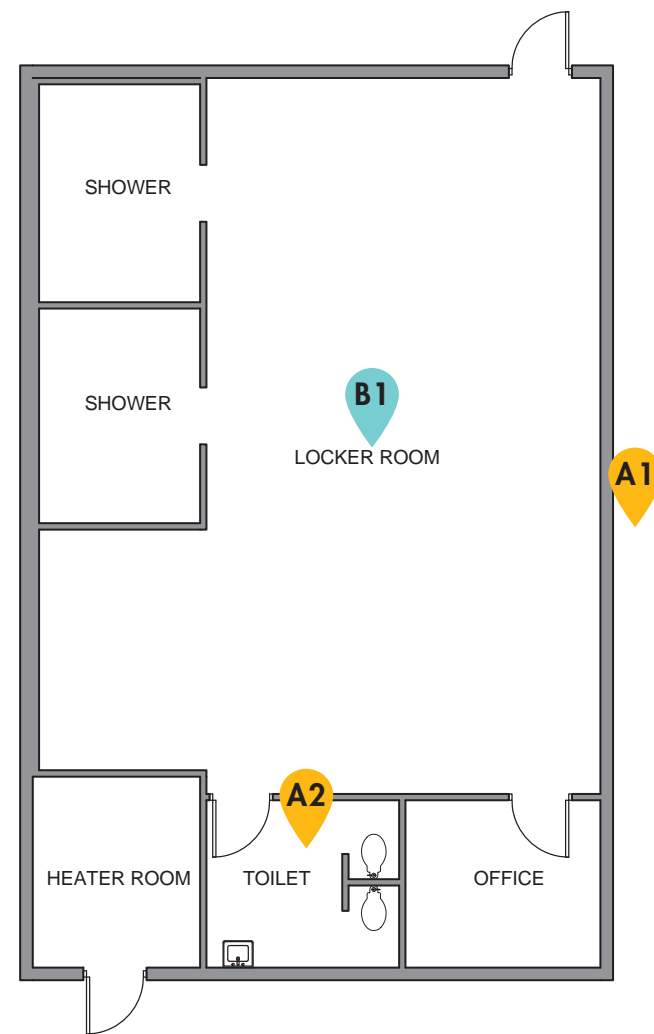 SHOWER
SHOWER
B1
LOCKER ROOM
A1
A2
HEATER ROOM
TOILET
OFFICE